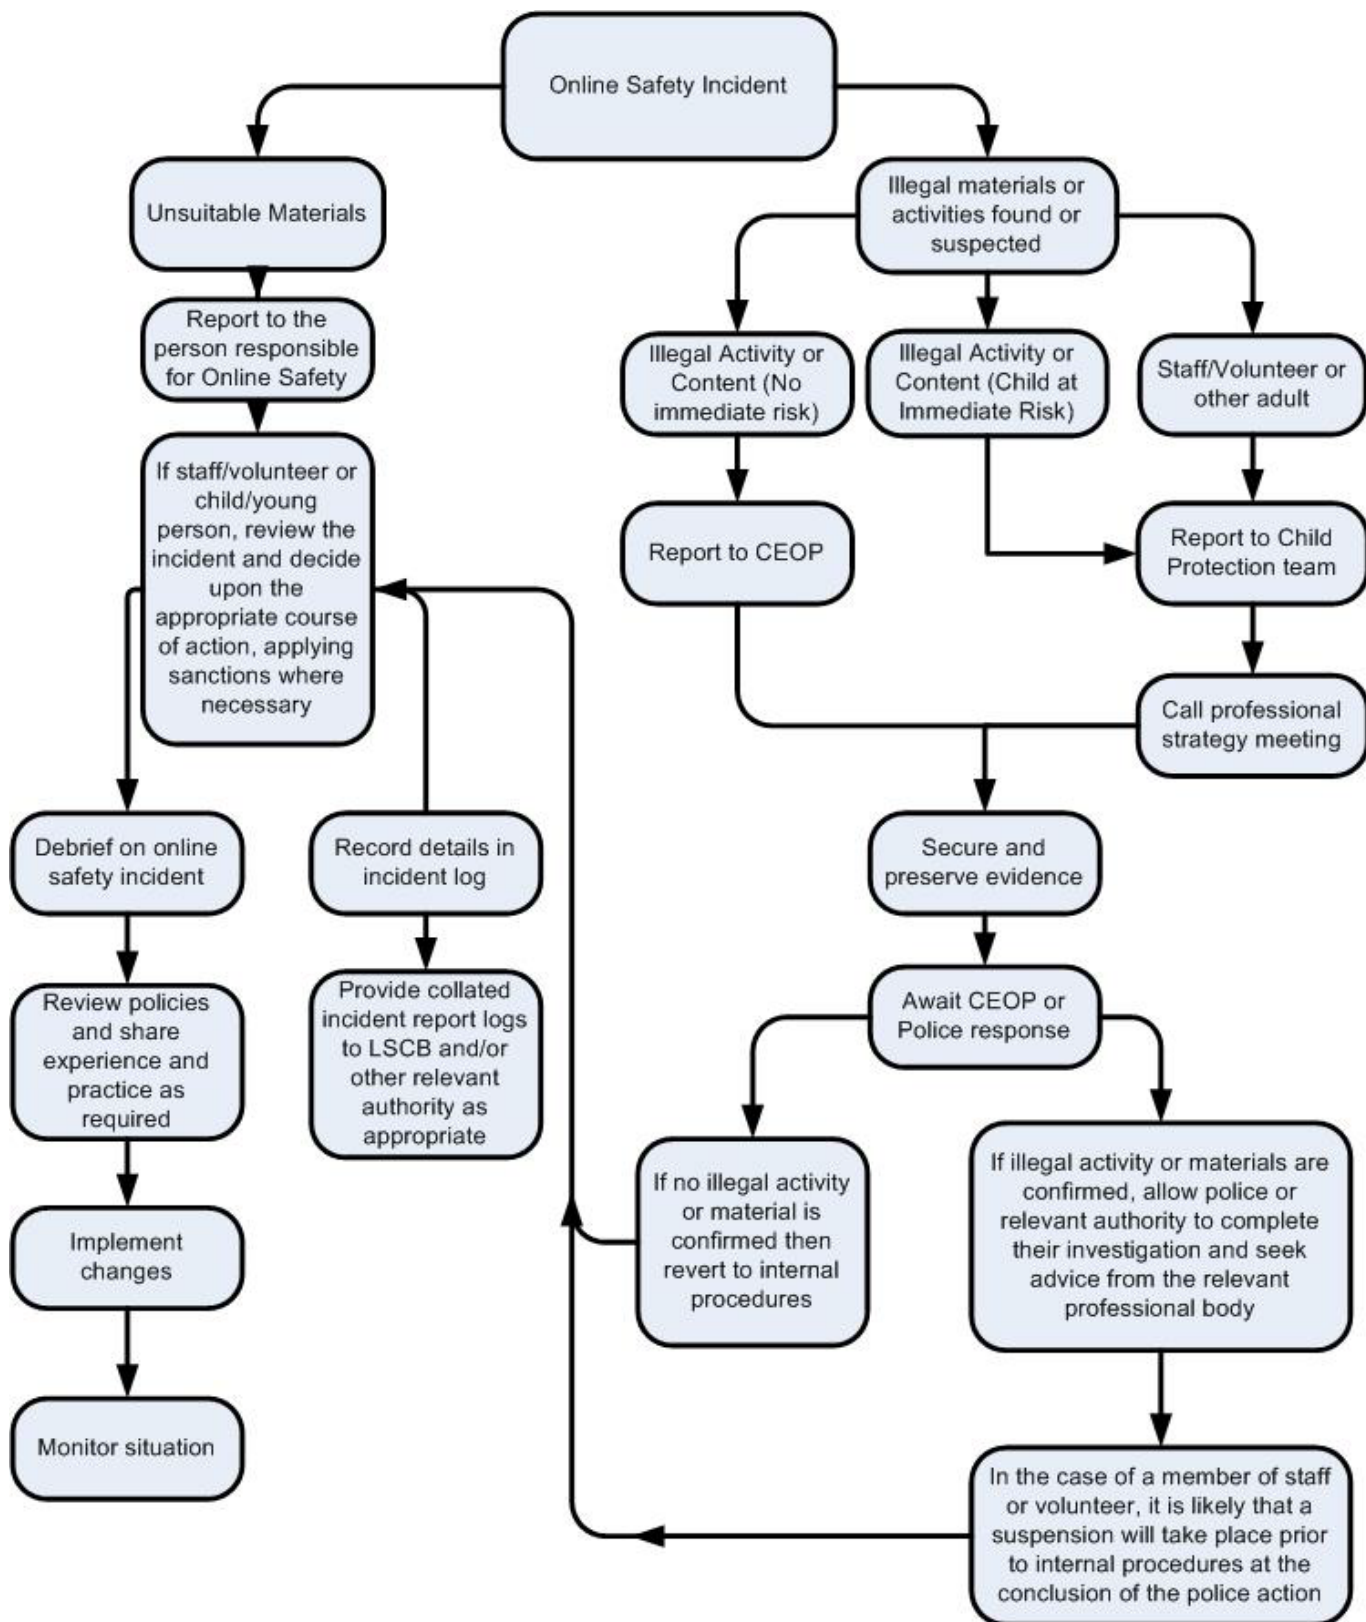 Online Safety Incident
Unsuitable Materials
Illegal materials or
activities found or
suspected
Report to the
person responsible
for Online Safety
Illegal Activity or
Content (No
immediate risk)
Illegal Activity or
Content (Child at
Immediate Risk)
Staff/Volunteer or
other adult
If staff/volunteer or
child/young
person, review the
incident and decide
upon the
appropriate course
of action, applying
sanctions where
necessary
Report to CEOP
Report to Child
Protection team
Call professional
strategy meeting
Debrief on online
safety incident
Record details in
incident log
Secure and
preserve evidence
Review policies
and share
experience and
practice as
required
Provide collated
incident report logs
to LSCB and/or
other relevant
authority as
appropriate
Await CEOP or
Police response
If no illegal activity
or material is
confirmed then
revert to internal
procedures
If illegal activity or materials are
confirmed, allow police or
relevant authority to complete
their investigation and seek
advice from the relevant
professional body
Implement
changes
Monitor situation
In the case of a member of staff
or volunteer, it is likely that a
suspension will take place prior
to internal procedures at the
conclusion of the police action